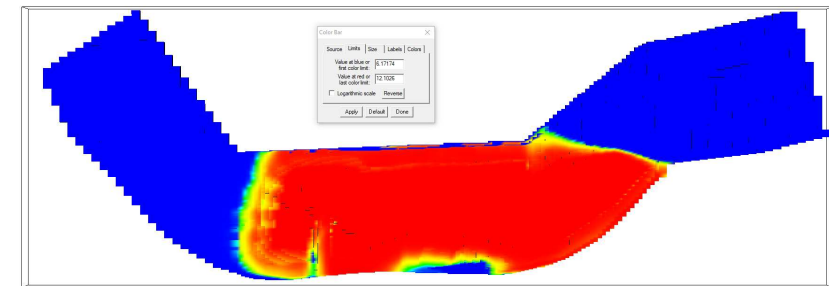 Color Bar
Source Limits Size Labels Colors
Value at blue or
first color limit: 6.17174
Value at red or
last color limit: 12.1026
Logarithmic scale Reverse
Apply Default Done